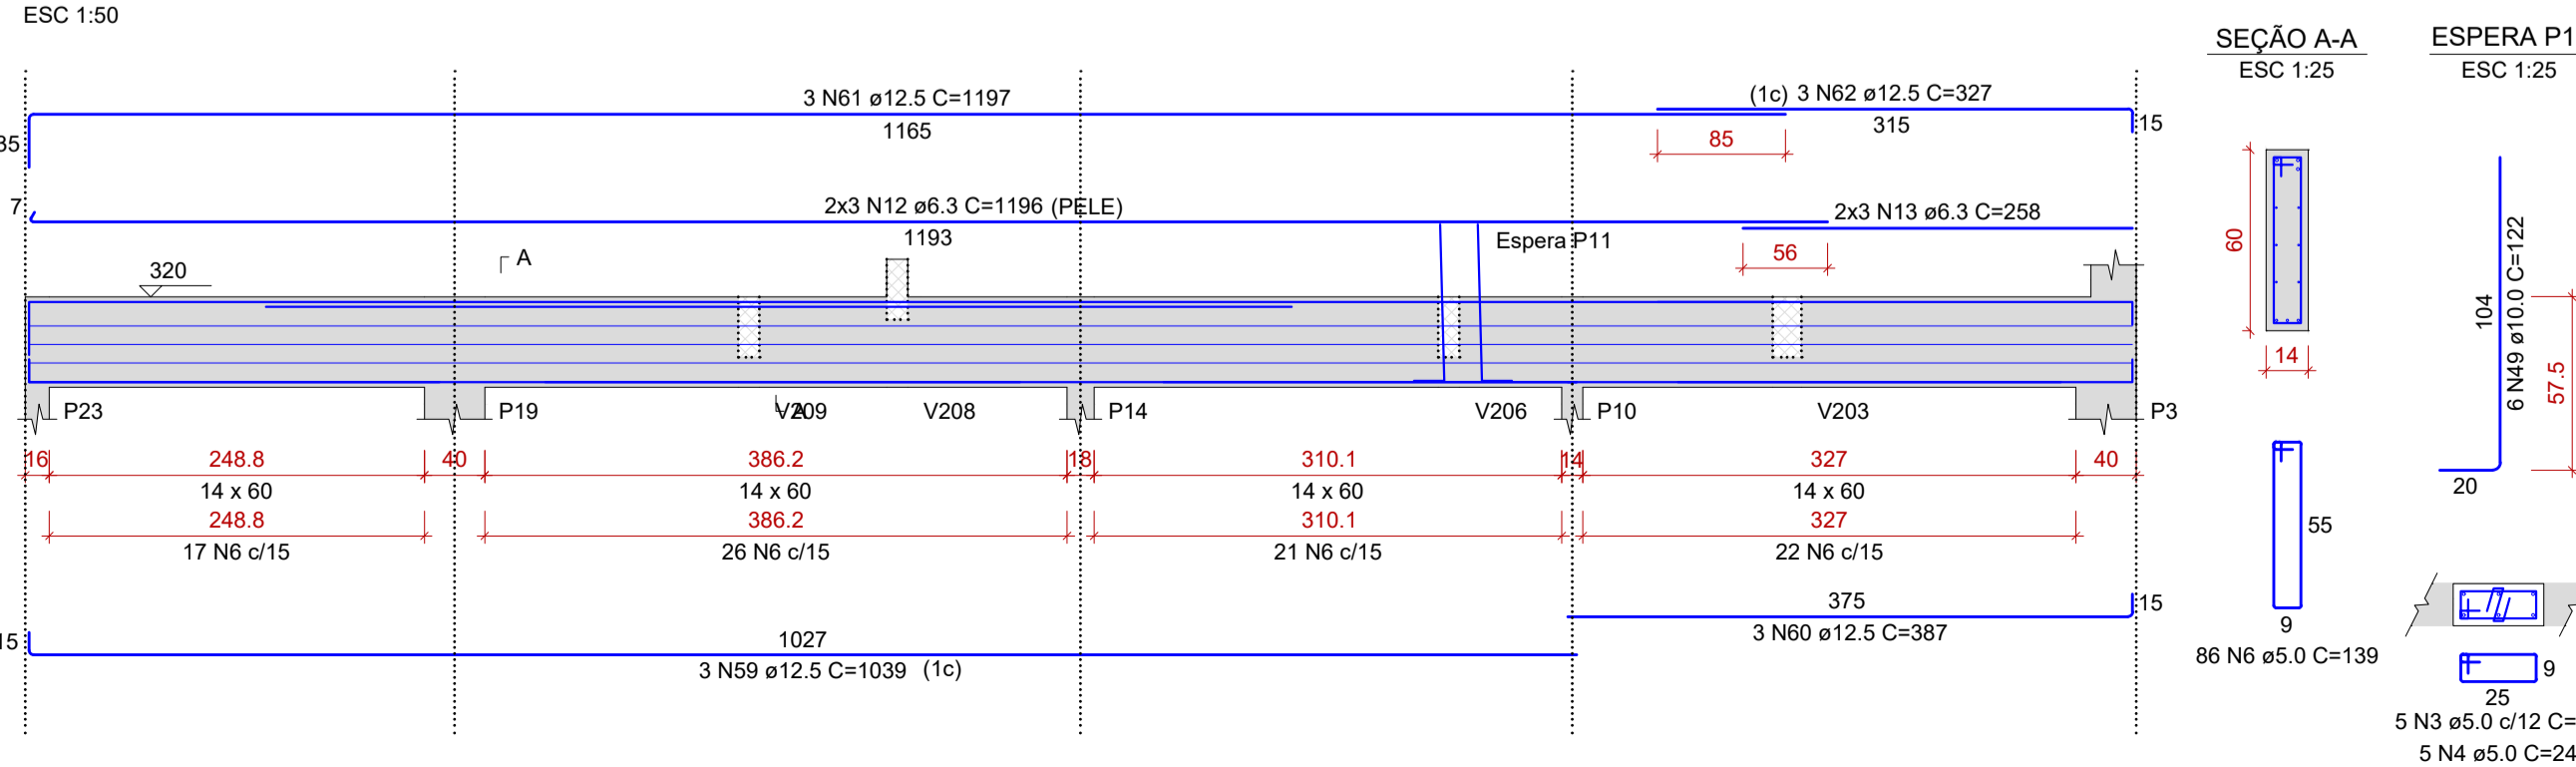 ESC 1:50
SEÇÃO A-A
ESC 1:25
ESPERA P1
ESC 1:25
3 N61 ø12.5 C=1197
1165
35
(1c) 3 N62 ø12.5 C=327
315
15
85
7
2x3 N12 ø6.3 C=1196 (PELE)
1193
2x3 N13 ø6.3 C=258
56
Espera P11
A
320
P23
P19
A
V209
V208
P14
V206
P10
V203
P3
16
248.8
40
386.2
18
310.1
14
327
40
14 x 60
14 x 60
14 x 60
14 x 60
248.8
386.2
310.1
327
17 N6 c/15
26 N6 c/15
21 N6 c/15
22 N6 c/15
375
15
3 N60 ø12.5 C=387
15
1027
3 N59 ø12.5 C=1039 (1c)
60
14
55
9
86 N6 ø5.0 C=139
104
6 N49 ø10.0 C=122
57.5
20
9
25
5 N3 ø5.0 c/12 C=
5 N4 ø5.0 C=24